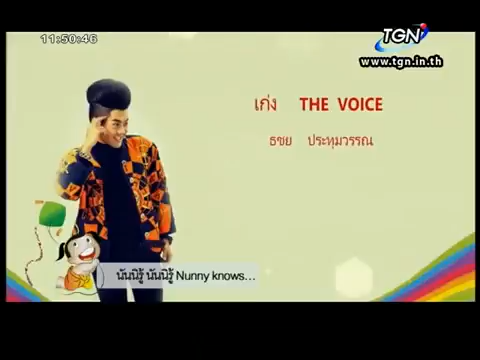 11:50:46
TGN
www.tgn.in.th
เก่ง THE VOICE
ธชย ประทุมวรรณ
นันนิรู้ นันนิรู้ Nunny knows...